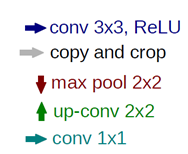 conv 3x3, ReLU
copy and crop
max pool 2x2
up-conv 2x2
conv 1x1